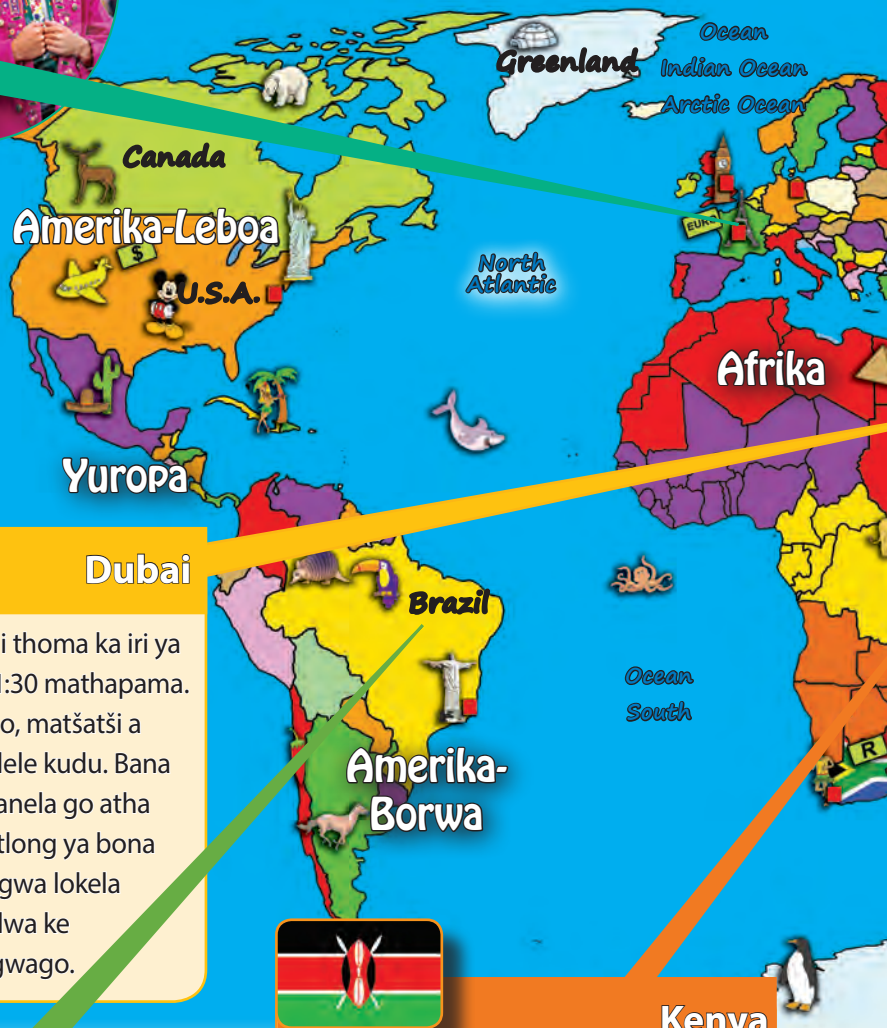 Ocean
Indian Ocean
Arctic Ocean
Greenland
Canada
Amerika-Leboa
$
U.S.A.
EURO
North
Atlantic
Afrika
Yuropa
Dubai
i thoma ka iri ya
1:30 mathapama.
o, matšatši a
lele kudu. Bana
anela go atha
tlong ya bona
gwa lokela
lwa ke
gwago.
Brazil
Ocean
South
Amerika-
Borwa
R
Kenya